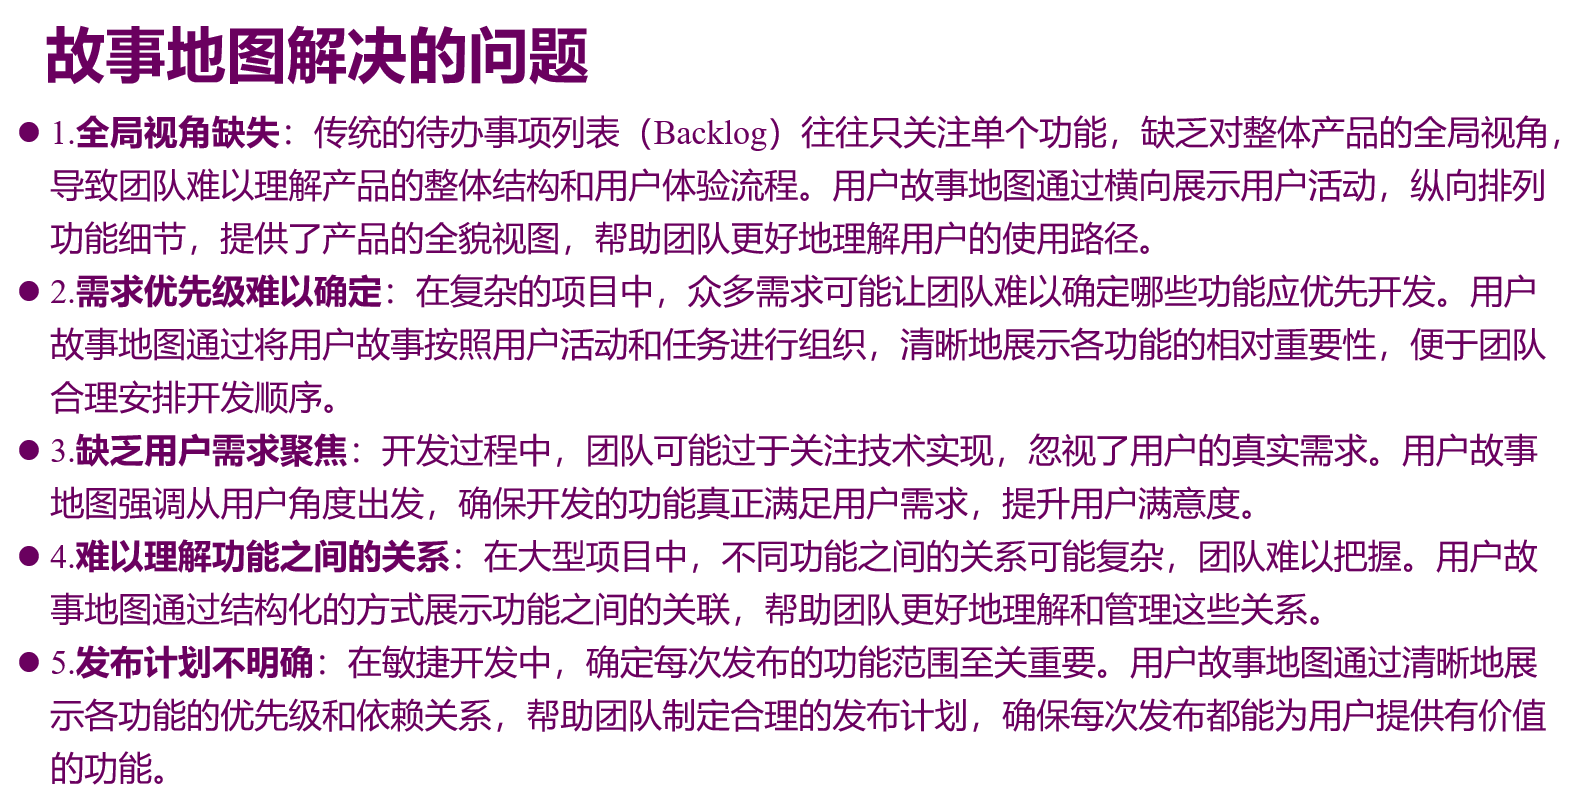 故事地图解决的问题
● 1.全局视角缺失：传统的待办事项列表（Backlog）往往只关注单个功能，缺乏对整体产品的全局视角，
导致团队难以理解产品的整体结构和用户体验流程。用户故事地图通过横向展示用户活动，纵向排列
功能细节，提供了产品的全貌视图，帮助团队更好地理解用户的使用路径。
● 2.需求优先级难以确定：在复杂的项目中，众多需求可能让团队难以确定哪些功能应优先开发。用户
故事地图通过将用户故事按照用户活动和任务进行组织，清晰地展示各功能的相对重要性，便于团队
合理安排开发顺序。
● 3.缺乏用户需求聚焦：开发过程中，团队可能过于关注技术实现，忽视了用户的真实需求。用户故事
地图强调从用户角度出发，确保开发的功能真正满足用户需求，提升用户满意度。
● 4.难以理解功能之间的关系：在大型项目中，不同功能之间的关系可能复杂，团队难以把握。用户故
事地图通过结构化的方式展示功能之间的关联，帮助团队更好地理解和管理这些关系。
● 5.发布计划不明确：在敏捷开发中，确定每次发布的功能范围至关重要。用户故事地图通过清晰地展
示各功能的优先级和依赖关系，帮助团队制定合理的发布计划，确保每次发布都能为用户提供有价值
的功能。